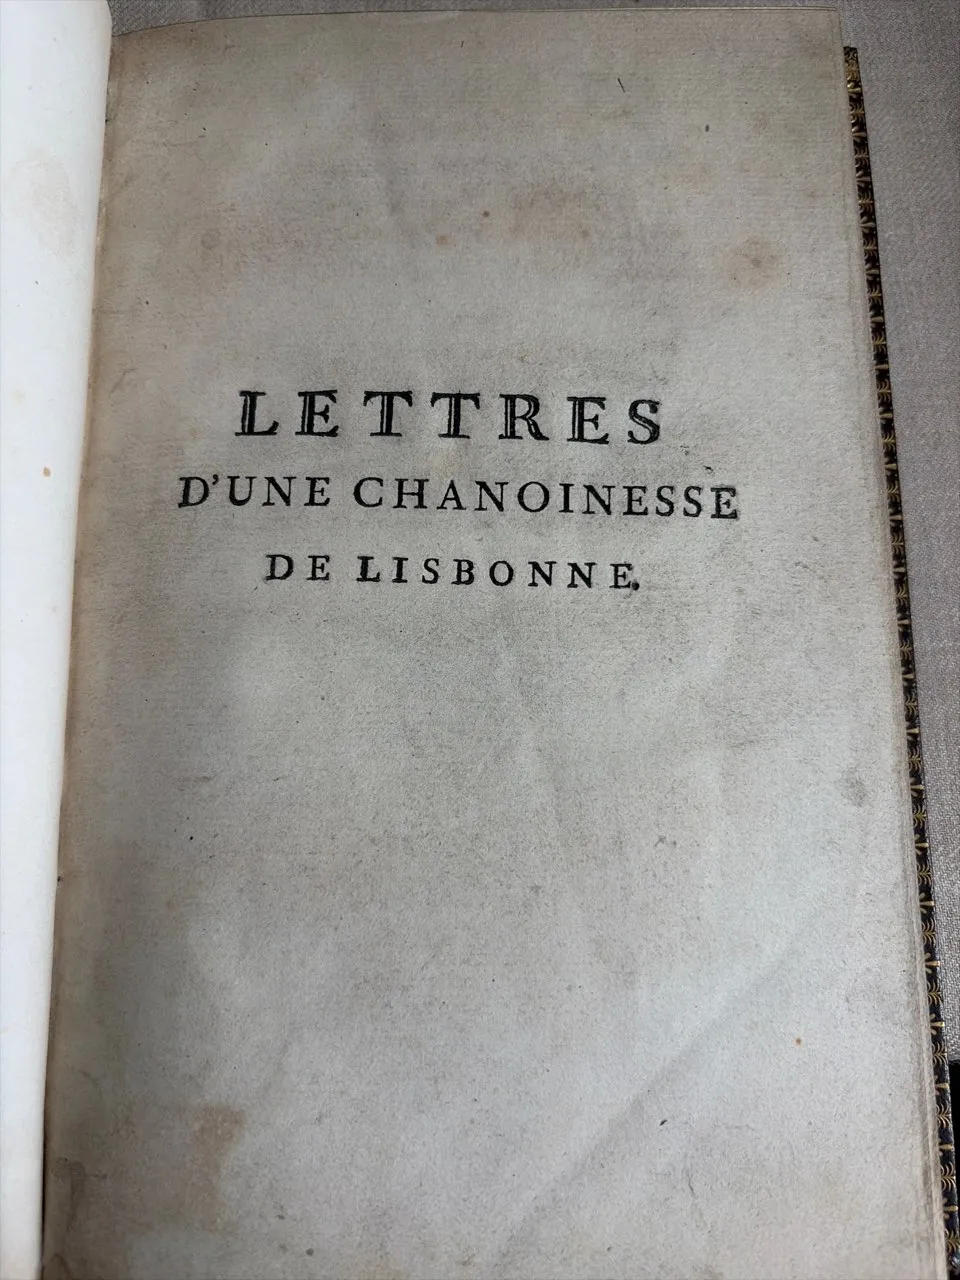 LETTRES
D'UNE CHANOINESSE
DE LISBONNE.